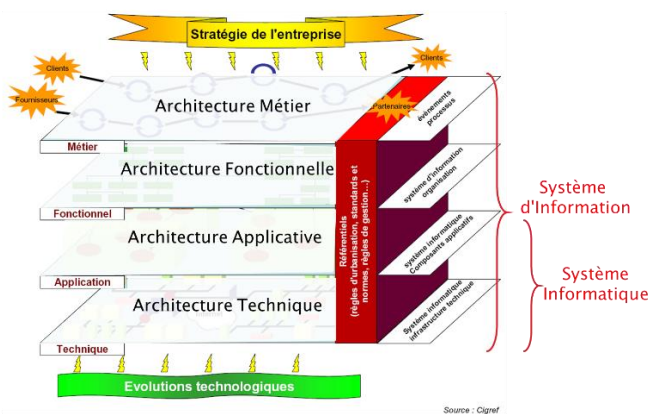 Stratégie de l'entreprise
Clients
Clients
Fournisseurs
Partenaires
Architecture Métier
événements
processus
Métier
Architecture Fonctionnelle
système d'information
organisation
Fonctionnel
Architecture Applicative
système informatique
Composants applicatifs
Application
Architecture Technique
Système informatique
infrastructure technique
Technique
Référentiels
(règles d'urbanisation, standards et
normes, règles de gestion...)
Système
d'Information
Système
Informatique
Evolutions technologiques
Source : Cigref